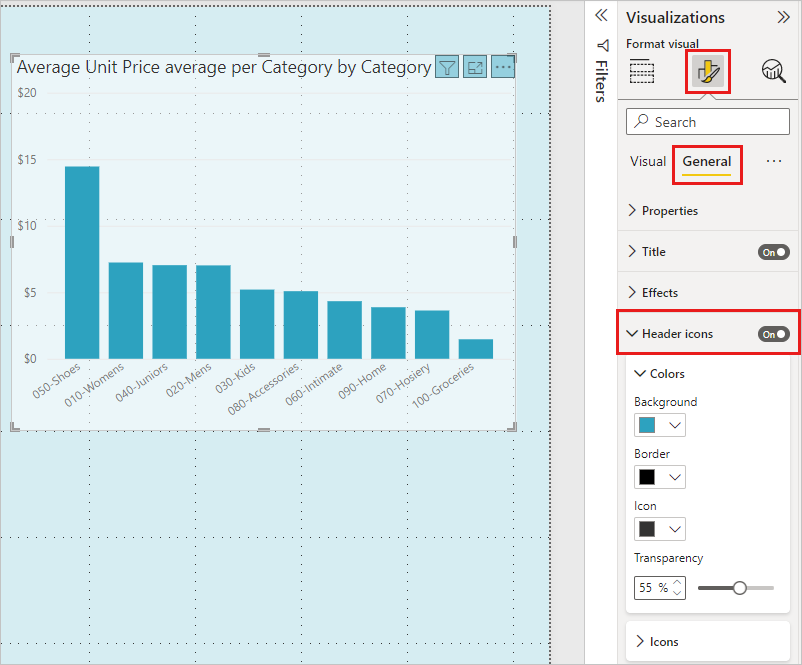 Average Unit Price average per Category by Category
$20
$15
$10
$5
$0
050-Shoes
010-Womens
040-Juniors
020-Mens
030-Kids
080-Accessories
060-Intimate
090-Home
070-Hosiery
100-Groceries
Filters
Visualizations
Format visual
Search
Visual General
Properties
Title On
Effects
Header icons On
Colors
Background
Border
Icon
Transparency
55 %
Icons